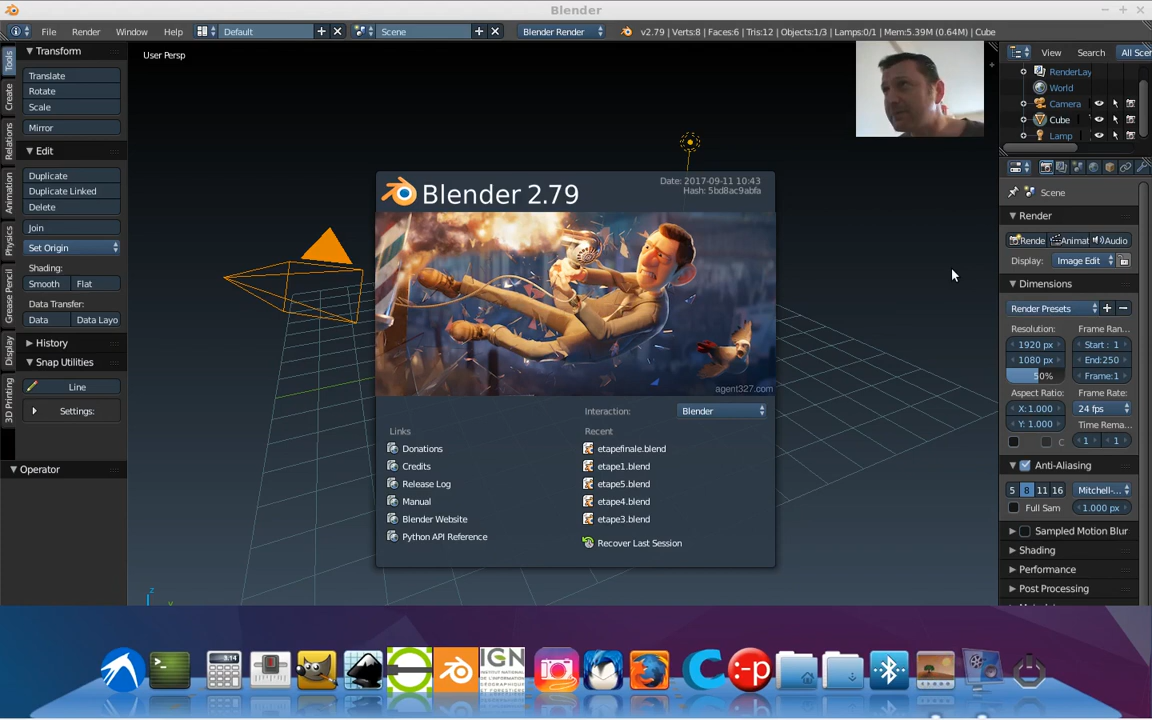 Blender
File Render Window Help Default Scene Blender Render v2.79 | Verts:8 | Faces:6 | Tris:12 | Objects:1/3 | Lamps:0/1 | Mem:5.39M (0.64M) | Cube
Tools
Create
Relations
Animation
Physics
Grease Pencil
Display
3D Printing
Transform
Translate
Rotate
Scale
Mirror
Edit
Duplicate
Duplicate Linked
Delete
Join
Set Origin
Shading:
Smooth Flat
Data Transfer:
Data Data Layo
History
Snap Utilities
Line
Settings:
Operator
User Persp
Blender 2.79
Date: 2017-09-11 10:43
Hash: 5bd8ac9abfa
agent327.com
Interaction: Blender
Links
Donations
Credits
Release Log
Manual
Blender Website
Python API Reference
Recent
etapefinale.blend
etape1.blend
etape5.blend
etape4.blend
etape3.blend
Recover Last Session
z
View Search All Scer
RenderLay
World
Camera
Cube
Lamp
Scene
Render
Rende Animat Audio
Display: Image Edit
Dimensions
Render Presets
Resolution: Frame Ran...
1920 px Start : 1
1080 px End:250
50% Frame:1
Aspect Ratio: Frame Rate:
X:1.000 24 fps
Y: 1.000 Time Rema...
C 1 1
Anti-Aliasing
5 8 11 16 Mitchell-...
Full Sam 1.000 px
Sampled Motion Blur
Shading
Performance
Post Processing
3.14
IGN
INSTITUT NATIONAL
:-p